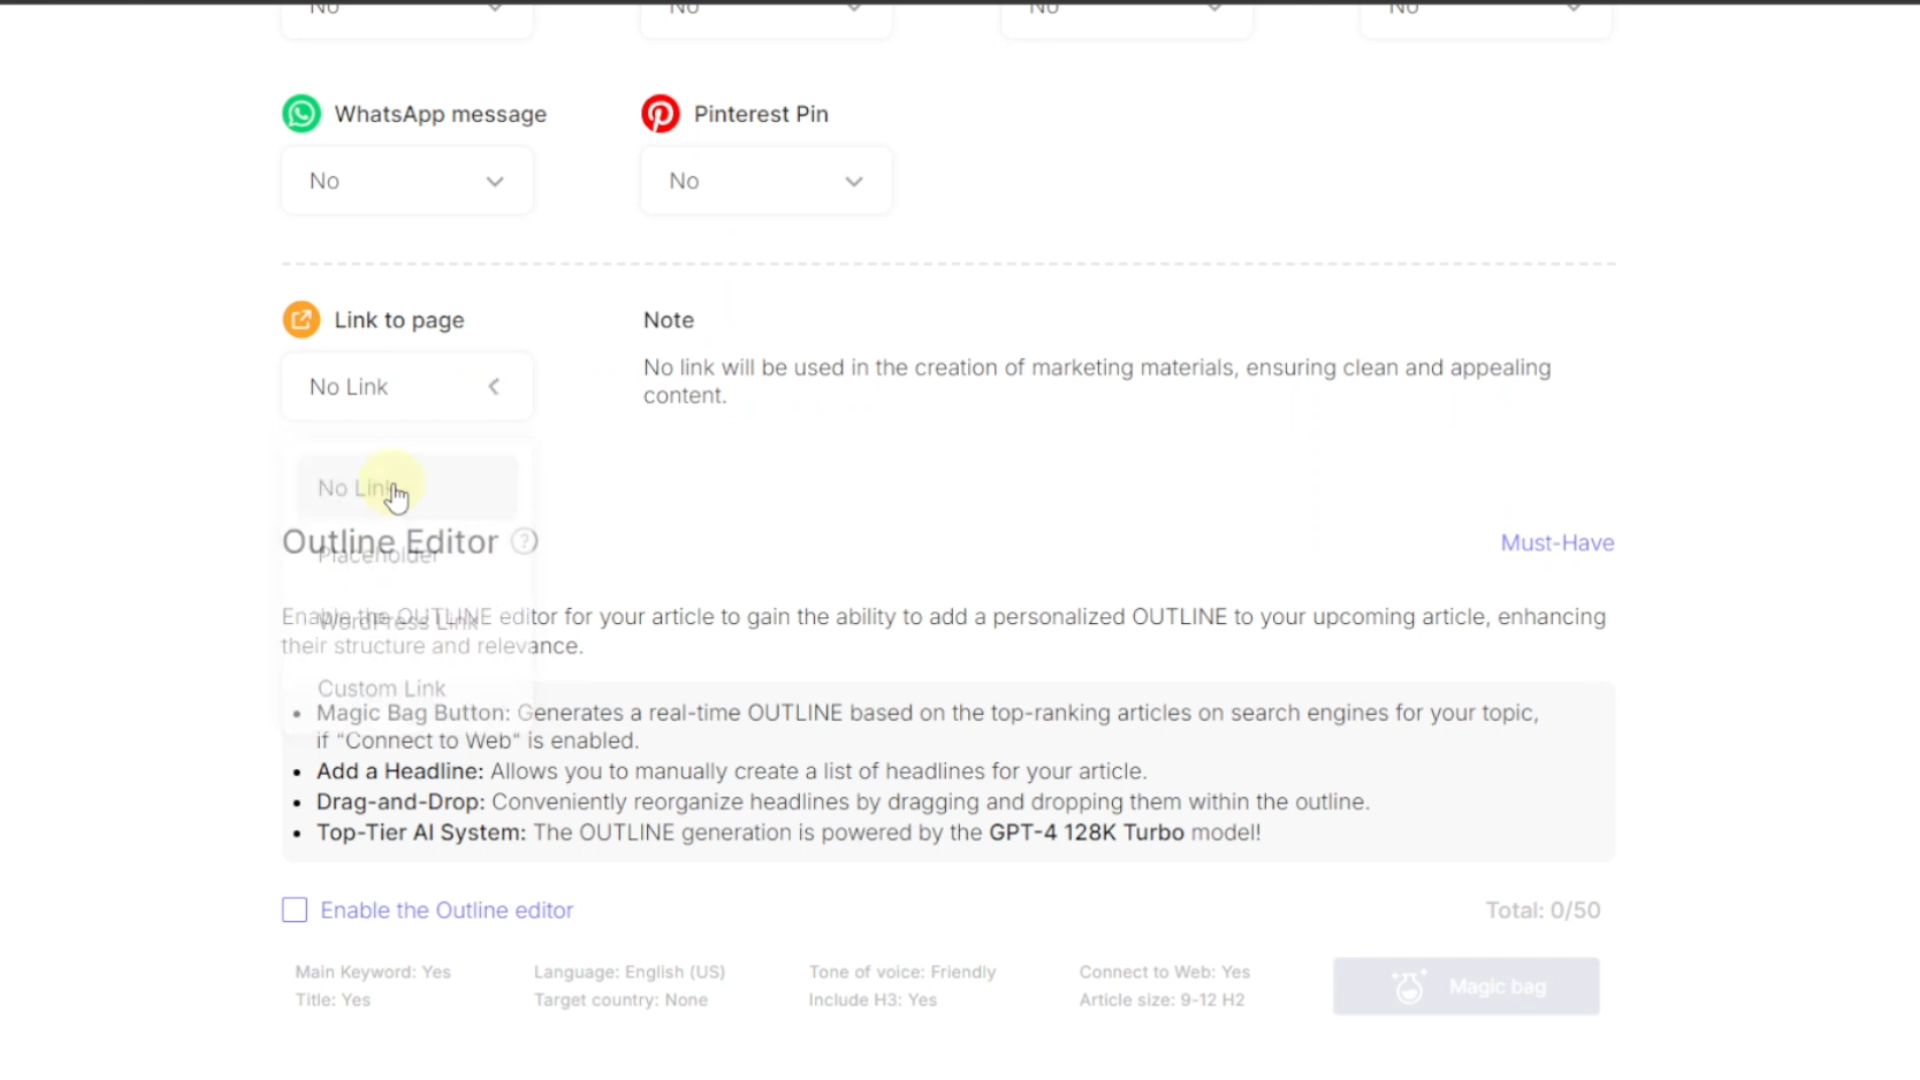 No No No No
WhatsApp message Pinterest Pin
No No
Link to page Note
No Link No link will be used in the creation of marketing materials, ensuring clean and appealing
content.
No Link
Outline Editor ? Must-Have
Placeholder
Enable the OUTLINE editor for your article to gain the ability to add a personalized OUTLINE to your upcoming article, enhancing
WordPress Link
their structure and relevance.
Custom Link
• Magic Bag Button: Generates a real-time OUTLINE based on the top-ranking articles on search engines for your topic,
if “Connect to Web“ is enabled.
• Add a Headline: Allows you to manually create a list of headlines for your article.
• Drag-and-Drop: Conveniently reorganize headlines by dragging and dropping them within the outline.
• Top-Tier AI System: The OUTLINE generation is powered by the GPT-4 128K Turbo model!
Enable the Outline editor Total: 0/50
Main Keyword: Yes Language: English (US) Tone of voice: Friendly Connect to Web: Yes
Title: Yes Target country: None Include H3: Yes Article size: 9-12 H2
Magic bag